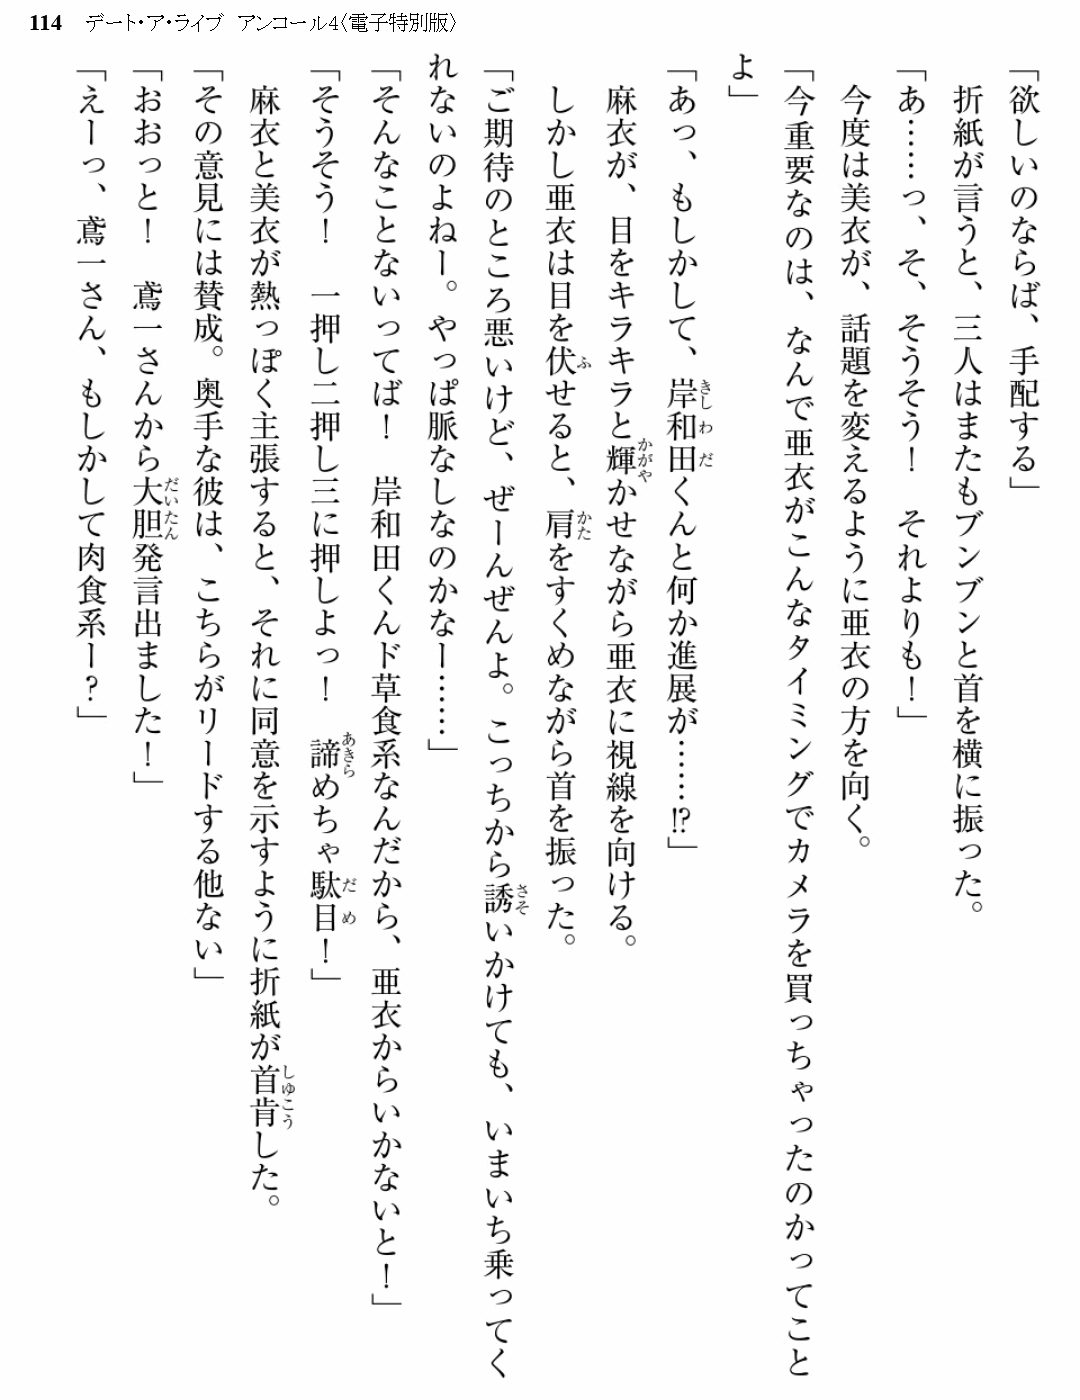 114 デート・ア・ライブ アンコール4〈電子特別版〉
「欲しいのならば、手配する」
折紙が言うと、三人はまたもブンブンと首を横に振った。
「あ……っ、そ、そうそう！　それよりも！」
今度は美衣が、話題を変えるように亜衣の方を向く。
「今重要なのは、なんで亜衣がこんなタイミングでカメラを買っちゃったのかってこと
よ」
「あっ、もしかして、岸和田くんと何か進展が……!?」
麻衣が、目をキラキラと輝かせながら亜衣に視線を向ける。
しかし亜衣は目を伏せると、肩をすくめながら首を振った。
「ご期待のところ悪いけど、ぜーんぜんよ。こっちから誘いかけても、いまいち乗ってく
れないのよねー。やっぱ脈なしなのかなー……」
「そんなことないってば！　岸和田くんド草食系なんだから、亜衣からいかないと！」
「そうそう！　一押し二押し三に押しよっ！　諦めちゃ駄目！」
麻衣と美衣が熱っぽく主張すると、それに同意を示すように折紙が首肯した。
「その意見には賛成。奥手な彼は、こちらがリードする他ない」
「おおっと！　鳶一さんから大胆発言出ました！」
「えーっ、鳶一さん、もしかして肉食系ー？」